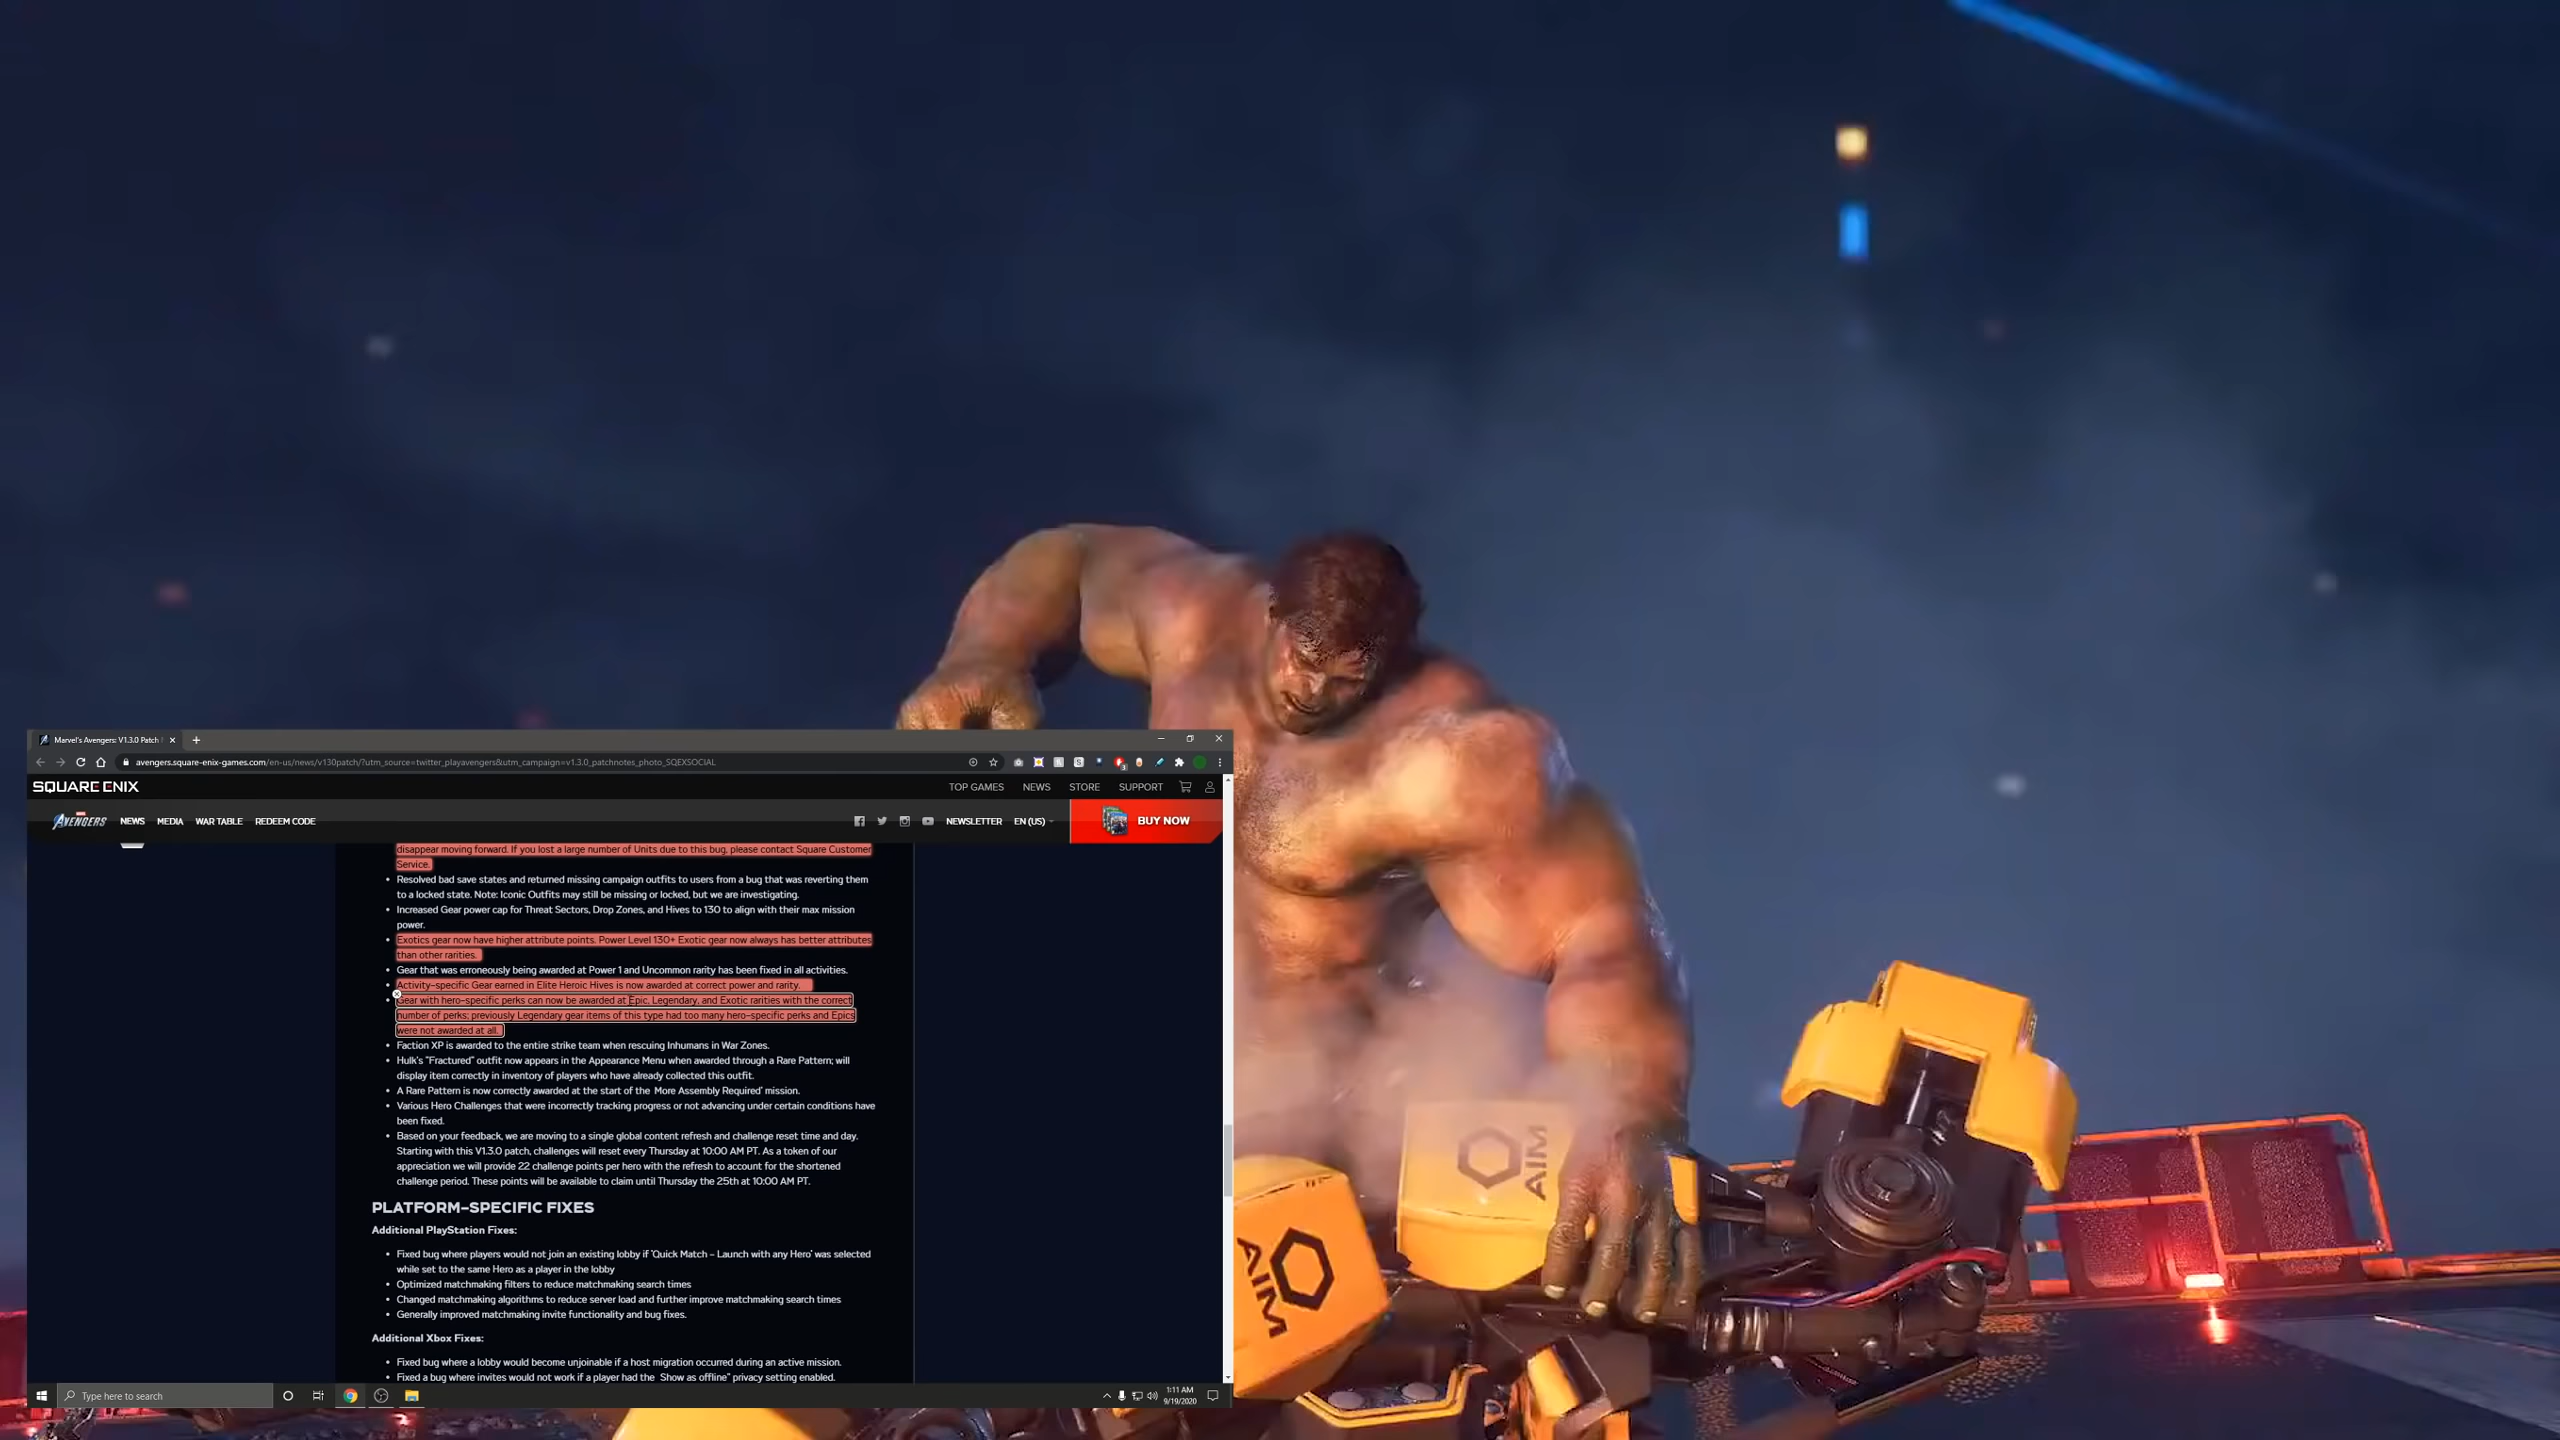 Marvel's Avengers: V1.3.0 Patch
avengers.square-enix-games.com/en-us/news/v130patch/?utm_source=twitter_playavengers&utm_campaign=v1.3.0_patchnotes_photo_SQEXSOCIAL
SQUARE ENIX
TOP GAMES NEWS STORE SUPPORT
AVENGERS NEWS MEDIA WAR TABLE REDEEM CODE NEWSLETTER EN (US) BUY NOW
disappear moving forward. If you lost a large number of Units due to this bug, please contact Square Customer
Service.
• Resolved bad save states and returned missing campaign outfits to users from a bug that was reverting them
to a locked state. Note: Iconic Outfits may still be missing or locked, but we are investigating.
• Increased Gear power cap for Threat Sectors, Drop Zones, and Hives to 130 to align with their max mission
power.
• Exotics gear now have higher attribute points. Power Level 130+ Exotic gear now always has better attributes
than other rarities.
• Gear that was erroneously being awarded at Power 1 and Uncommon rarity has been fixed in all activities.
• Activity-specific Gear earned in Elite Heroic Hives is now awarded at correct power and rarity.
• Gear with hero-specific perks can now be awarded at Epic, Legendary, and Exotic rarities with the correct
number of perks; previously Legendary gear items of this type had too many hero-specific perks and Epics
were not awarded at all.
• Faction XP is awarded to the entire strike team when rescuing Inhumans in War Zones.
• Hulk's "Fractured" outfit now appears in the Appearance Menu when awarded through a Rare Pattern; will
display item correctly in inventory of players who have already collected this outfit.
• A Rare Pattern is now correctly awarded at the start of the 'More Assembly Required' mission.
• Various Hero Challenges that were incorrectly tracking progress or not advancing under certain conditions have
been fixed.
• Based on your feedback, we are moving to a single global content refresh and challenge reset time and day.
Starting with this V1.3.0 patch, challenges will reset every Thursday at 10:00 AM PT. As a token of our
appreciation we will provide 22 challenge points per hero with the refresh to account for the shortened
challenge period. These points will be available to claim until Thursday the 25th at 10:00 AM PT.
PLATFORM-SPECIFIC FIXES
Additional PlayStation Fixes:
• Fixed bug where players would not join an existing lobby if 'Quick Match - Launch with any Hero' was selected
while set to the same Hero as a player in the lobby
• Optimized matchmaking filters to reduce matchmaking search times
• Changed matchmaking algorithms to reduce server load and further improve matchmaking search times
• Generally improved matchmaking invite functionality and bug fixes.
Additional Xbox Fixes:
• Fixed bug where a lobby would become unjoinable if a host migration occurred during an active mission.
• Fixed a bug where invites would not work if a player had the "Show as offline" privacy setting enabled.
Type here to search
1:11 AM
9/19/2020
AIM
AIM